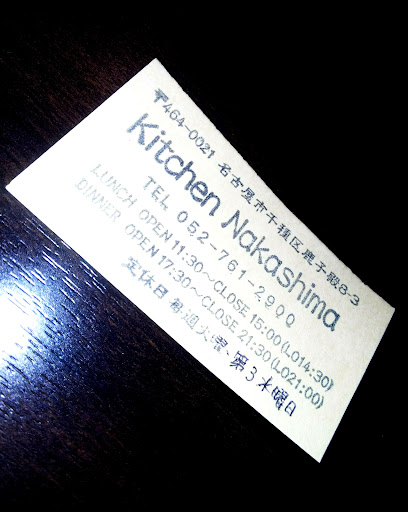 〒464-0021 名古屋市千種区鹿子殿8-3
Kitchen Nakashima
TEL 052-761-2900
LUNCH OPEN 11:30～CLOSE 15:00(LO14:30)
DINNER OPEN 17:30～CLOSE 21:30(LO21:00)
定休日 毎週火曜、第3水曜日